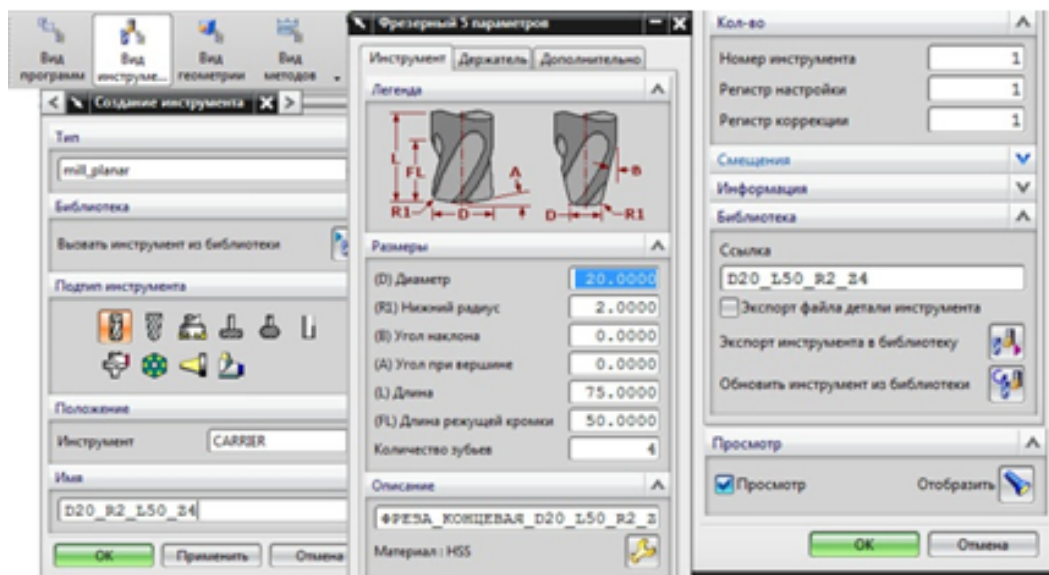 Вид программ
Вид инструме...
Вид геометрии
Вид методов
Создание инструмента
Тип
mill_planar
Библиотека
Вызвать инструмент из библиотеки
Подтип инструмента
Положение
Инструмент CARRIER
Имя
D20_R2_L50_Z4
OK Применить Отмена
Фрезерный 5 параметров
Инструмент Держатель Дополнительно
Легенда
L FL A B
R1 D D R1
Размеры
(D) Диаметр 20.0000
(R1) Нижний радиус 2.0000
(B) Угол наклона 0.0000
(A) Угол при вершине 0.0000
(L) Длина 75.0000
(FL) Длина режущей кромки 50.0000
Количество зубьев 4
Описание
ФРЕЗА_КОНЦЕВАЯ_D20_L50_R2_Z
Материал : HSS
Кол-во
Номер инструмента 1
Регистр настройки 1
Регистр коррекции 1
Смещения
Информация
Библиотека
Ссылка
D20_L50_R2_Z4
Экспорт файла детали инструмента
Экспорт инструмента в библиотеку
Обновить инструмент из библиотеки
Просмотр
Просмотр Отобразить
OK Отмена